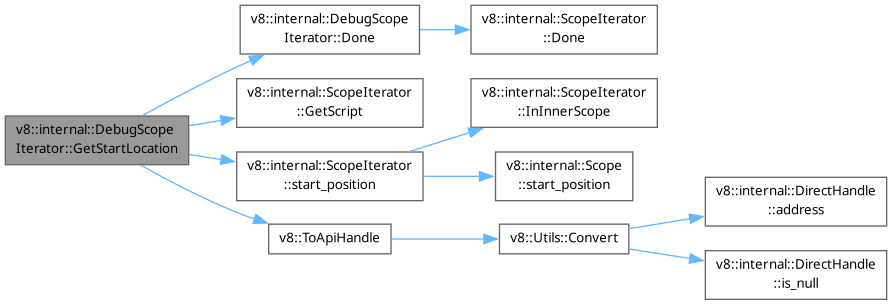 v8::internal::DebugScope
Iterator::GetStartLocation
v8::internal::DebugScope
Iterator::Done
v8::internal::ScopeIterator
::Done
v8::internal::ScopeIterator
::GetScript
v8::internal::ScopeIterator
::start_position
v8::internal::ScopeIterator
::InInnerScope
v8::internal::Scope
::start_position
v8::ToApiHandle
v8::Utils::Convert
v8::internal::DirectHandle
::address
v8::internal::DirectHandle
::is_null